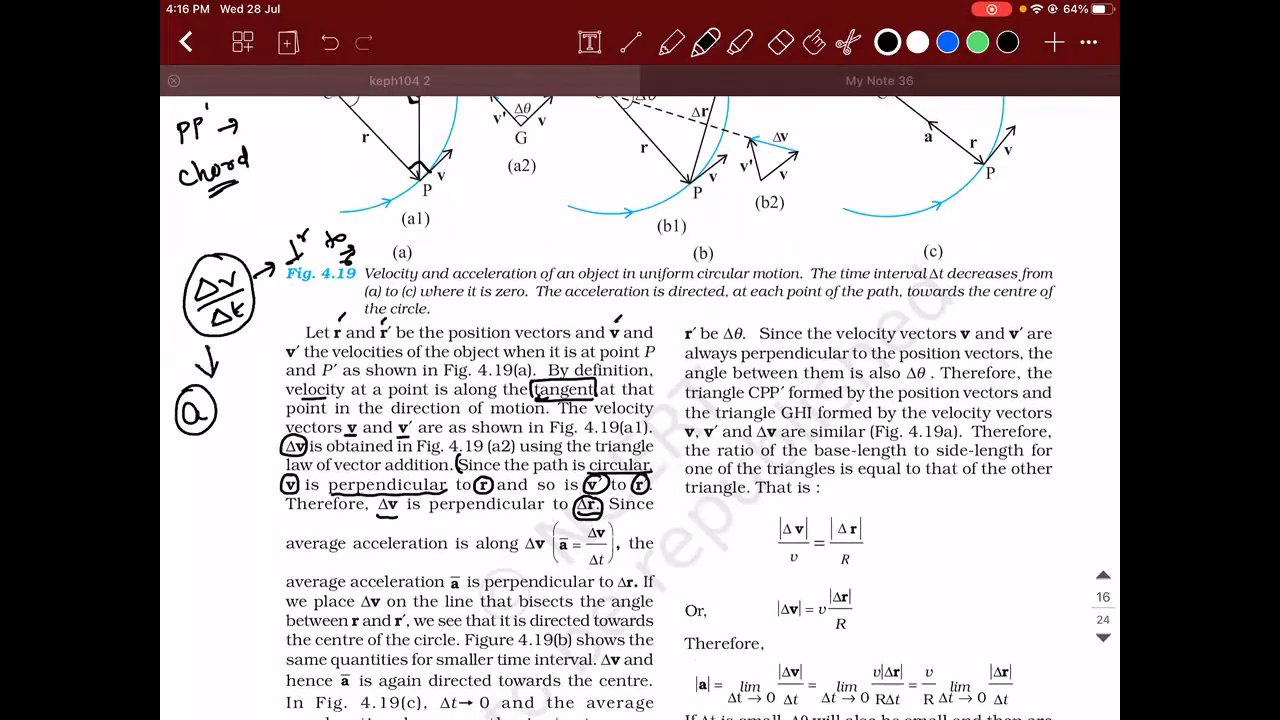 4:16 PM Wed 28 Jul
64%
keph104 2
My Note 36
PP' →
chord
r
v
P
(a1)
(a)
v' Δθ v
G
(a2)
Δθ
Δr
r
v
P
(b1)
(b)
Δv
v'
v
(b2)
a
r
v
P
(c)
Δv
Δt
a
Fig. 4.19 Velocity and acceleration of an object in uniform circular motion. The time interval Δt decreases from
(a) to (c) where it is zero. The acceleration is directed, at each point of the path, towards the centre of
the circle.
Let r and r′ be the position vectors and v and
v′ the velocities of the object when it is at point P
and P′ as shown in Fig. 4.19(a). By definition,
velocity at a point is along the tangent at that
point in the direction of motion. The velocity
vectors v and v′ are as shown in Fig. 4.19(a1).
Δv is obtained in Fig. 4.19 (a2) using the triangle
law of vector addition. Since the path is circular,
v is perpendicular to r and so is v′ to r′.
Therefore, Δv is perpendicular to Δr. Since
average acceleration is along Δv (ā = Δv/Δt), the
average acceleration ā is perpendicular to Δr. If
we place Δv on the line that bisects the angle
between r and r′, we see that it is directed towards
the centre of the circle. Figure 4.19(b) shows the
same quantities for smaller time interval. Δv and
hence ā is again directed towards the centre.
In Fig. 4.19(c), Δt→ 0 and the average
r′ be Δθ. Since the velocity vectors v and v′ are
always perpendicular to the position vectors, the
angle between them is also Δθ . Therefore, the
triangle CPP′ formed by the position vectors and
the triangle GHI formed by the velocity vectors
v, v′ and Δv are similar (Fig. 4.19a). Therefore,
the ratio of the base-length to side-length for
one of the triangles is equal to that of the other
triangle. That is :
|Δ v|/υ = |Δ r|/R
Or, |Δv| = υ |Δr|/R
Therefore,
|a| = lim Δt → 0 |Δv|/Δt = lim Δt → 0 υ|Δr|/RΔt = υ/R lim Δt → 0 |Δr|/Δt
If Δt is small, Δθ will also be small and then arc
16
24